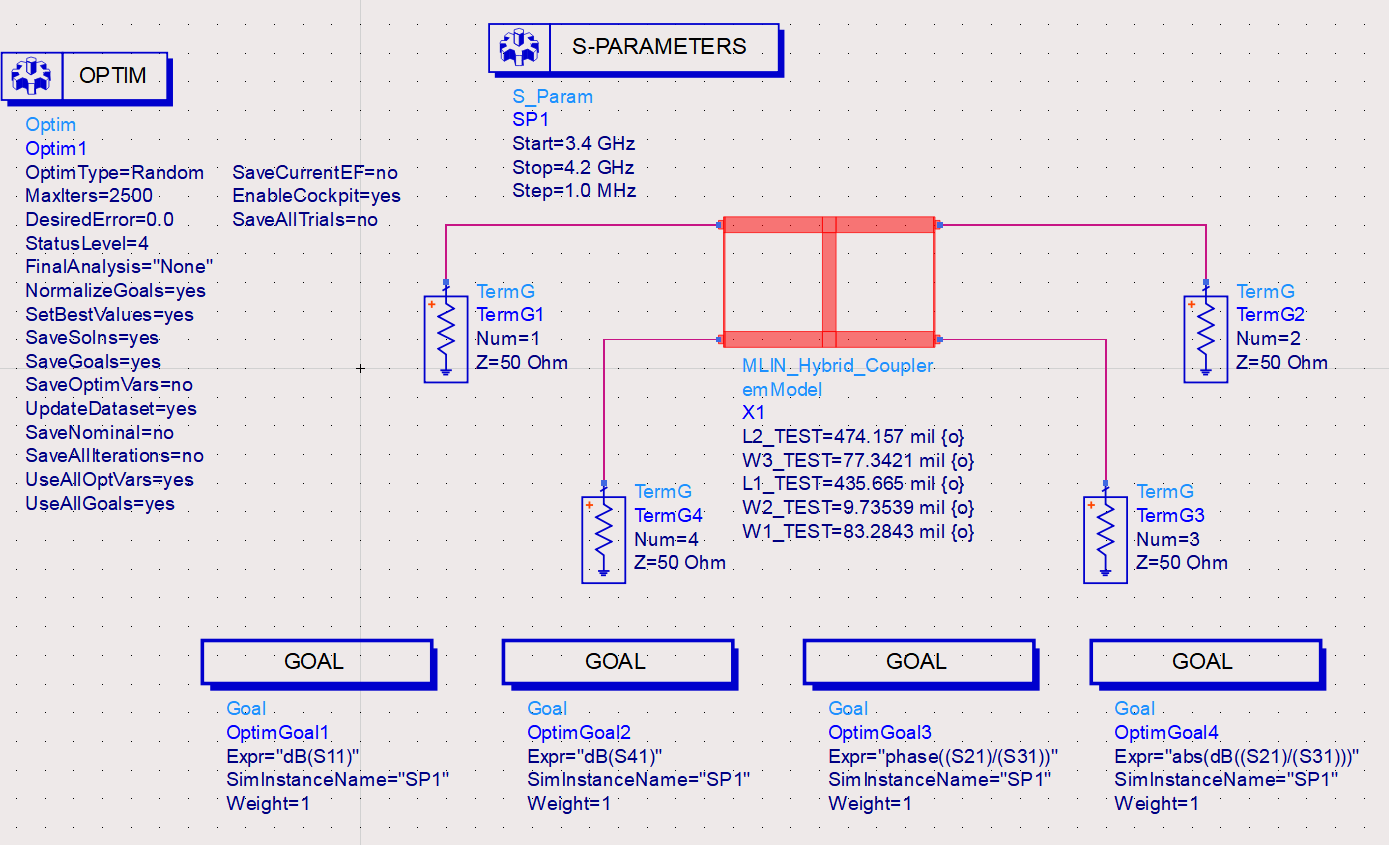 OPTIM
Optim
Optim1
OptimType=Random
MaxIters=2500
DesiredError=0.0
StatusLevel=4
FinalAnalysis="None"
NormalizeGoals=yes
SetBestValues=yes
SaveSolns=yes
SaveGoals=yes
SaveOptimVars=no
UpdateDataset=yes
SaveNominal=no
SaveAllIterations=no
UseAllOptVars=yes
UseAllGoals=yes
SaveCurrentEF=no
EnableCockpit=yes
SaveAllTrials=no
S-PARAMETERS
S_Param
SP1
Start=3.4 GHz
Stop=4.2 GHz
Step=1.0 MHz
TermG
TermG1
Num=1
Z=50 Ohm
TermG
TermG2
Num=2
Z=50 Ohm
MLIN_Hybrid_Coupler
emModel
X1
L2_TEST=474.157 mil {o}
W3_TEST=77.3421 mil {o}
L1_TEST=435.665 mil {o}
W2_TEST=9.73539 mil {o}
W1_TEST=83.2843 mil {o}
TermG
TermG4
Num=4
Z=50 Ohm
TermG
TermG3
Num=3
Z=50 Ohm
GOAL
Goal
OptimGoal1
Expr="dB(S11)"
SimInstanceName="SP1"
Weight=1
GOAL
Goal
OptimGoal2
Expr="dB(S41)"
SimInstanceName="SP1"
Weight=1
GOAL
Goal
OptimGoal3
Expr="phase((S21)/(S31))"
SimInstanceName="SP1"
Weight=1
GOAL
Goal
OptimGoal4
Expr="abs(dB((S21)/(S31)))"
SimInstanceName="SP1"
Weight=1